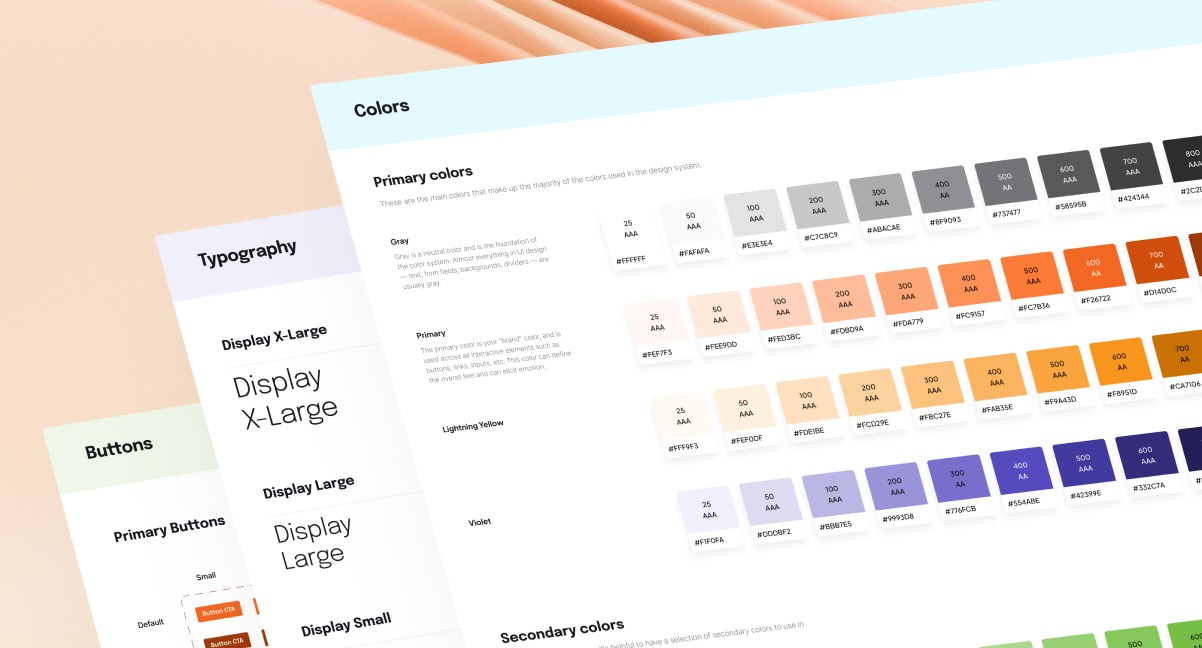 Colors
Primary colors
These are the main colors that make up the majority of the colors used in the design system.
Gray
Gray is a neutral color and is the foundation of
the color system. Almost everything in UI design
— text, form fields, backgrounds, dividers — are
usually gray.
25
AAA
#FFFFFF
50
AAA
#FAFAFA
100
AAA
#E3E3E4
200
AAA
#C7C8C9
300
AAA
#ABACAE
400
AA
#8F9093
500
AA
#737477
600
AAA
#58595B
700
AAA
#424344
800
AAA
Primary
The primary color is your "brand" color, and is
used across all interactive elements such as
buttons, links, inputs, etc. This color can define
the overall feel and can elicit emotion.
25
AAA
#FEF7F3
50
AAA
#FEE9DD
100
AAA
#FED3BC
200
AAA
#FDBD9A
300
AAA
#FDA779
400
AAA
#FC9157
500
AAA
#FC7B36
600
AA
#F26722
700
AA
#D14D0C
Lightning Yellow
25
AAA
#FFF9F3
50
AAA
#FEF0DF
100
AAA
#FDE1BE
200
AAA
#FCD29E
300
AAA
#FBC27E
400
AAA
#FAB35E
500
AAA
#F9A43D
600
AA
#F8951D
700
AA
#CA7106
Violet
25
AAA
#F1F0FA
50
AAA
#DDDBF2
100
AAA
#BBB7E5
200
AAA
#9993D8
300
AA
#776FCB
400
AA
#554ABE
500
AAA
#42399E
600
AAA
#332C7A
Secondary colors
it's helpful to have a selection of secondary colors to use in
500
600
Typography
Display X-Large
Display
X-Large
Display Large
Display
Large
Display Small
Buttons
Primary Buttons
Small
Default
Button CTA
Button CTA